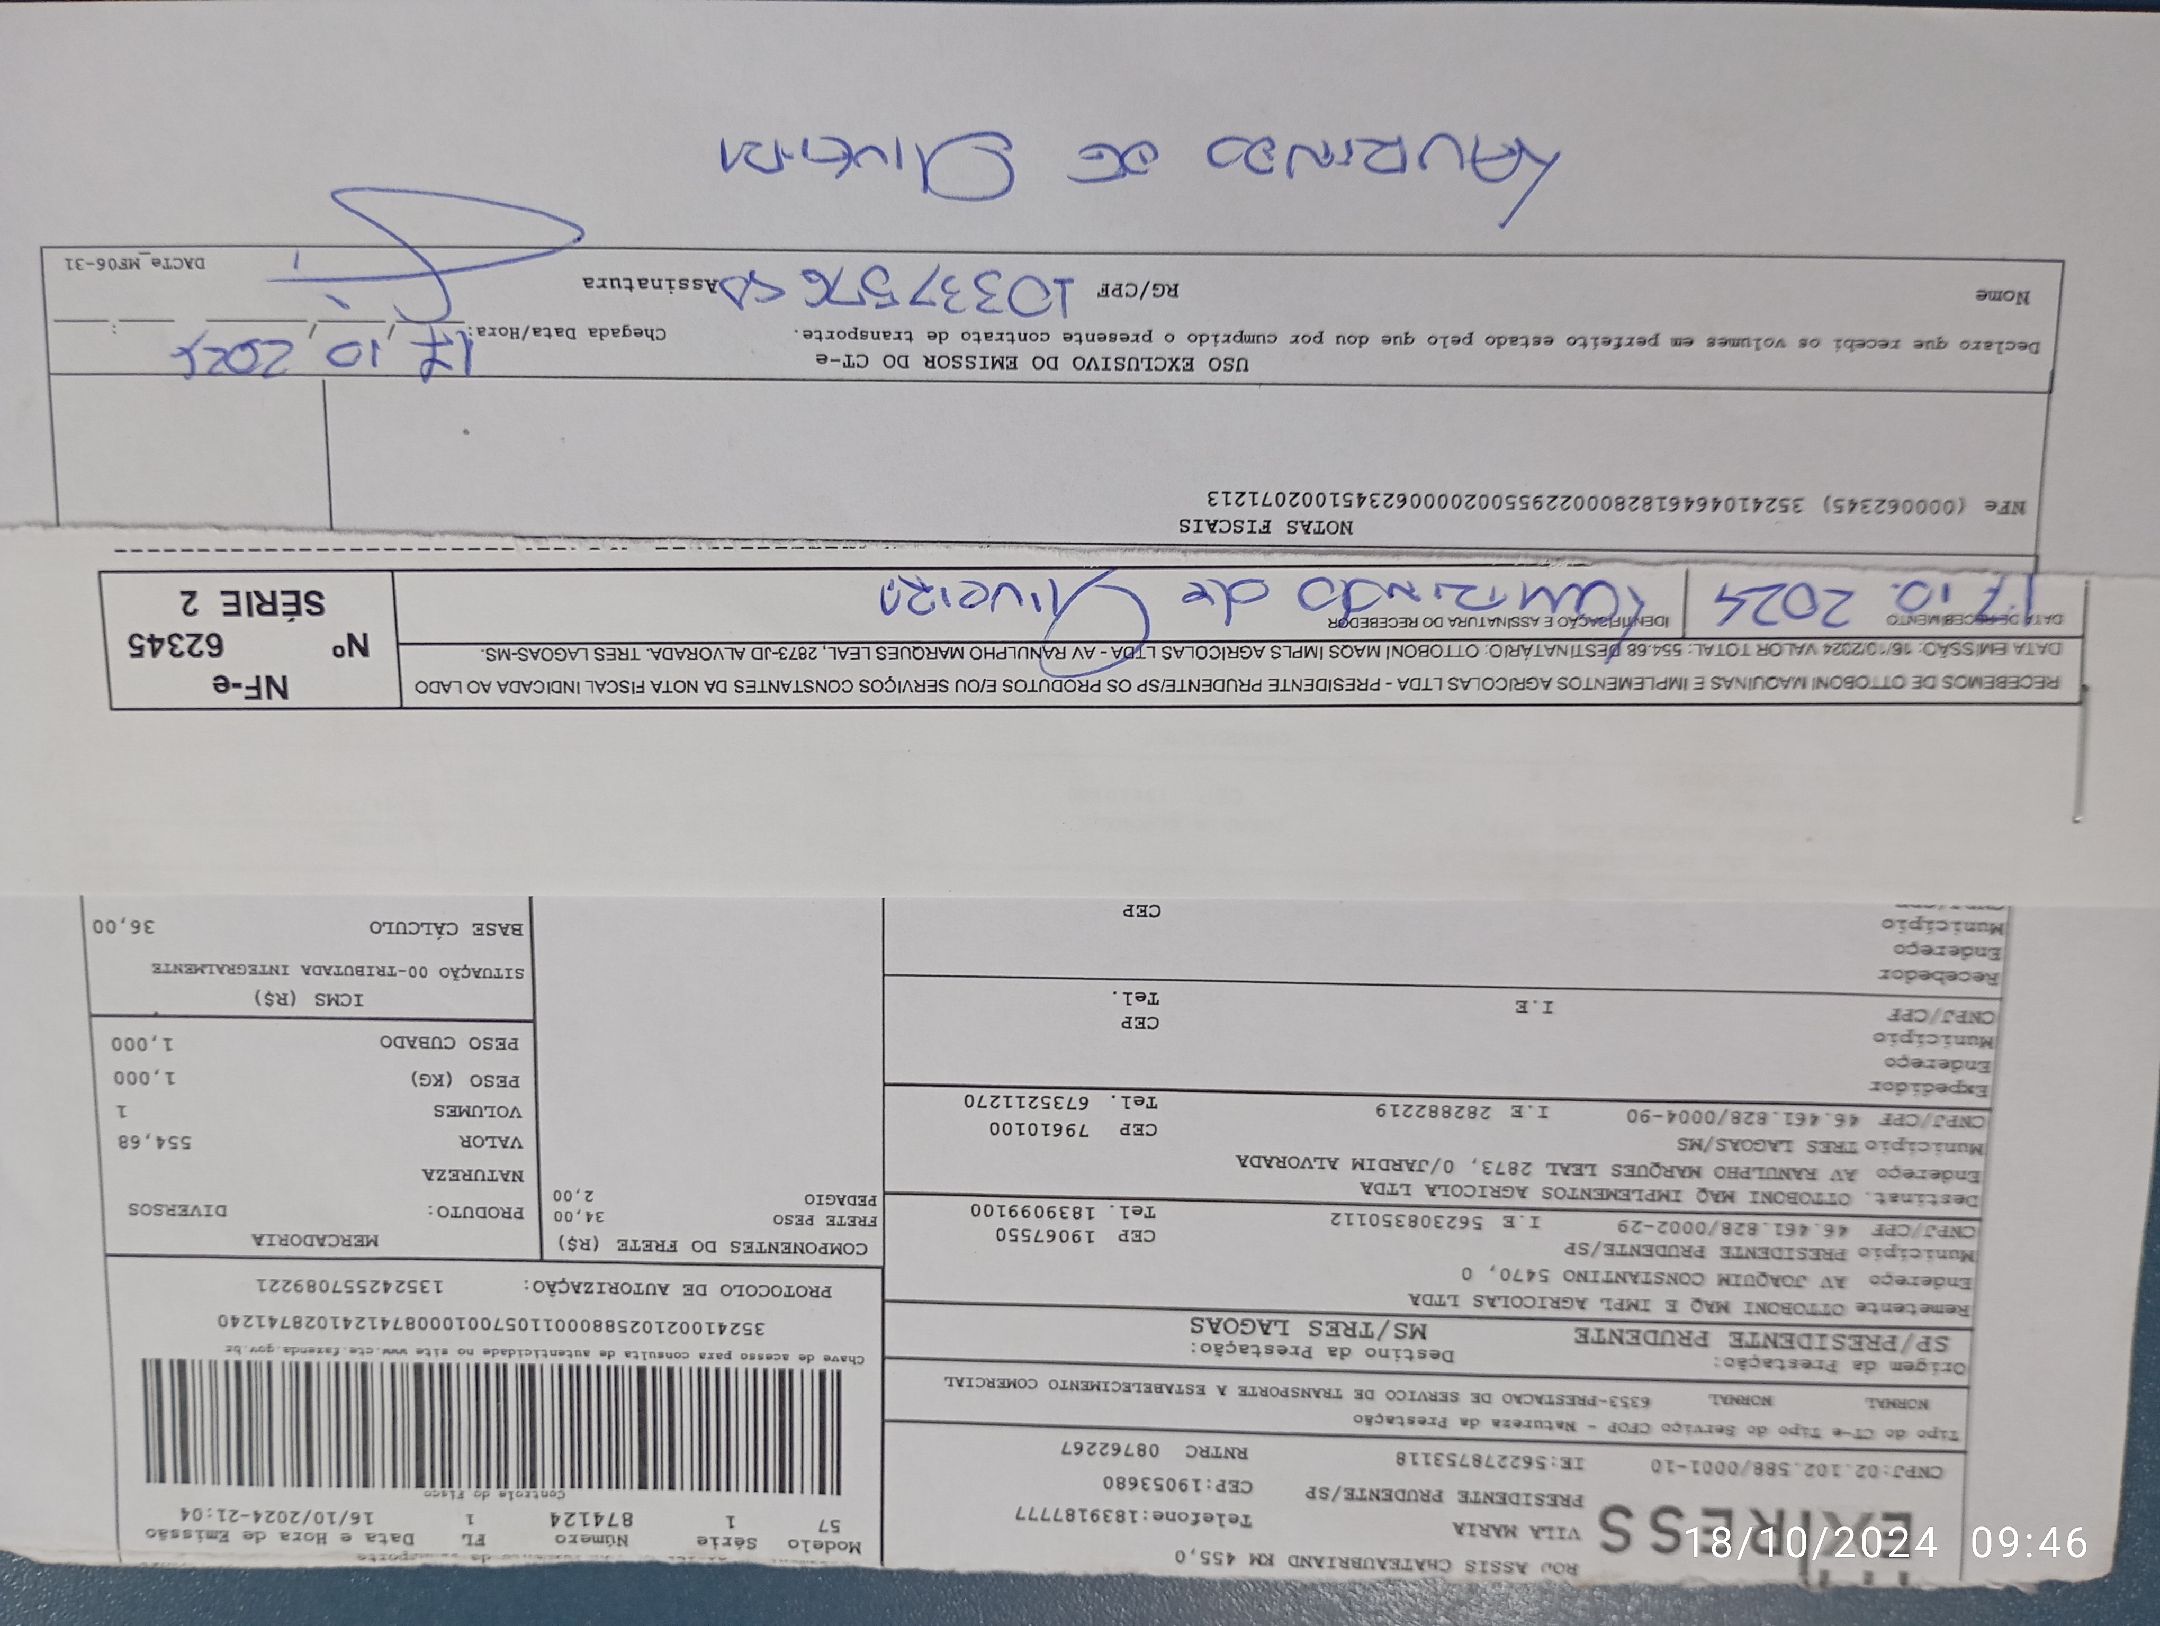 EXPRESS
ROD ASSIS CHATEAUBRIAND KM 455,0
VILA MARIA Telefone:1839187777
PRESIDENTE PRUDENTE/SP CEP:19053680
CNPJ:02.102.588/0001-10 IE:562278753118 RNTRC 08762267
Modelo Série Número FL Data e Hora de Emissão
57 1 874124 1 16/10/2024-21:04
Controle do Fisco
Tipo do CT-e Tipo do Serviço CFOP - Natureza da Prestação
NORMAL NORMAL 6353-PRESTACAO DE SERVICO DE TRANSPORTE A ESTABELECIMENTO COMERCIAL
Chave de acesso para consulta de autenticidade no site www.cte.fazenda.gov.br
35241002102588000110570010008741241028741240
PROTOCOLO DE AUTORIZAÇÃO: 135242557089221
Origem da Prestação: Destino da Prestação:
SP/PRESIDENTE PRUDENTE MS/TRES LAGOAS
Remetente OTTOBONI MAQ E IMPL AGRICOLAS LTDA
Endereço AV JOAQUIM CONSTANTINO 5470, 0
Município PRESIDENTE PRUDENTE/SP CEP 19067550
CNPJ/CPF 46.461.828/0002-29 I.E 562308350112 Tel. 1839099100
Destinat. OTTOBONI MAQ IMPLEMENTOS AGRICOLA LTDA
Endereço AV RANULPHO MARQUES LEAL 2873, 0/JARDIM ALVORADA
Município TRES LAGOAS/MS CEP 79610100
CNPJ/CPF 46.461.828/0004-90 I.E 282882219 Tel. 6735211270
Expedidor
Endereço
Município CEP
CNPJ/CPF I.E Tel.
Recebedor
Endereço
Município CEP
COMPONENTES DO FRETE (R$)
FRETE PESO 34,00
PEDAGIO 2,00
MERCADORIA
PRODUTO: DIVERSOS
NATUREZA
VALOR 554,68
VOLUMES 1
PESO (KG) 1,000
PESO CUBADO 1,000
ICMS (R$)
SITUAÇÃO 00-TRIBUTADA INTEGRALMENTE
BASE CÁLCULO 36,00
RECEBEMOS DE OTTOBONI MAQUINAS E IMPLEMENTOS AGRICOLAS LTDA - PRESIDENTE PRUDENTE/SP OS PRODUTOS E/OU SERVIÇOS CONSTANTES DA NOTA FISCAL INDICADA AO LADO
DATA EMISSÃO: 16/10/2024 VALOR TOTAL: 554.68 DESTINATÁRIO: OTTOBONI MAQS IMPLS AGRICOLAS LTDA - AV RANULPHO MARQUES LEAL, 2873-JD ALVORADA. TRES LAGOAS-MS.
DATA DE RECEBIMENTO IDENTIFICAÇÃO E ASSINATURA DO RECEBEDOR
17.10.2024 Laurindo de Oliveira
NF-e
Nº 62345
SÉRIE 2
NOTAS FISCAIS
NFe (000062345) 35241046461828000229550020000623451002071213
USO EXCLUSIVO DO EMISSOR DO CT-e
Declaro que recebi os volumes em perfeito estado pelo que dou por cumprido o presente contrato de transporte.
Chegada Data/Hora: 17 10 2024
Nome RG/CPF 10337576 Assinatura
DACTe_MF06-31
LAURINDO DE OLIVEIRA
18/10/2024 09:46